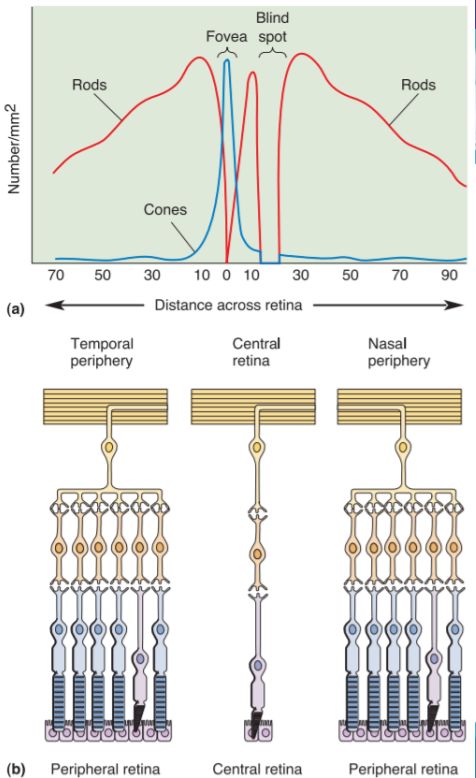 Blind
Fovea spot
Rods Rods
Number/mm2
Cones
70 50 30 10 0 10 30 50 70 90
(a) Distance across retina
Temporal periphery
Central retina
Nasal periphery
(b) Peripheral retina Central retina Peripheral retina